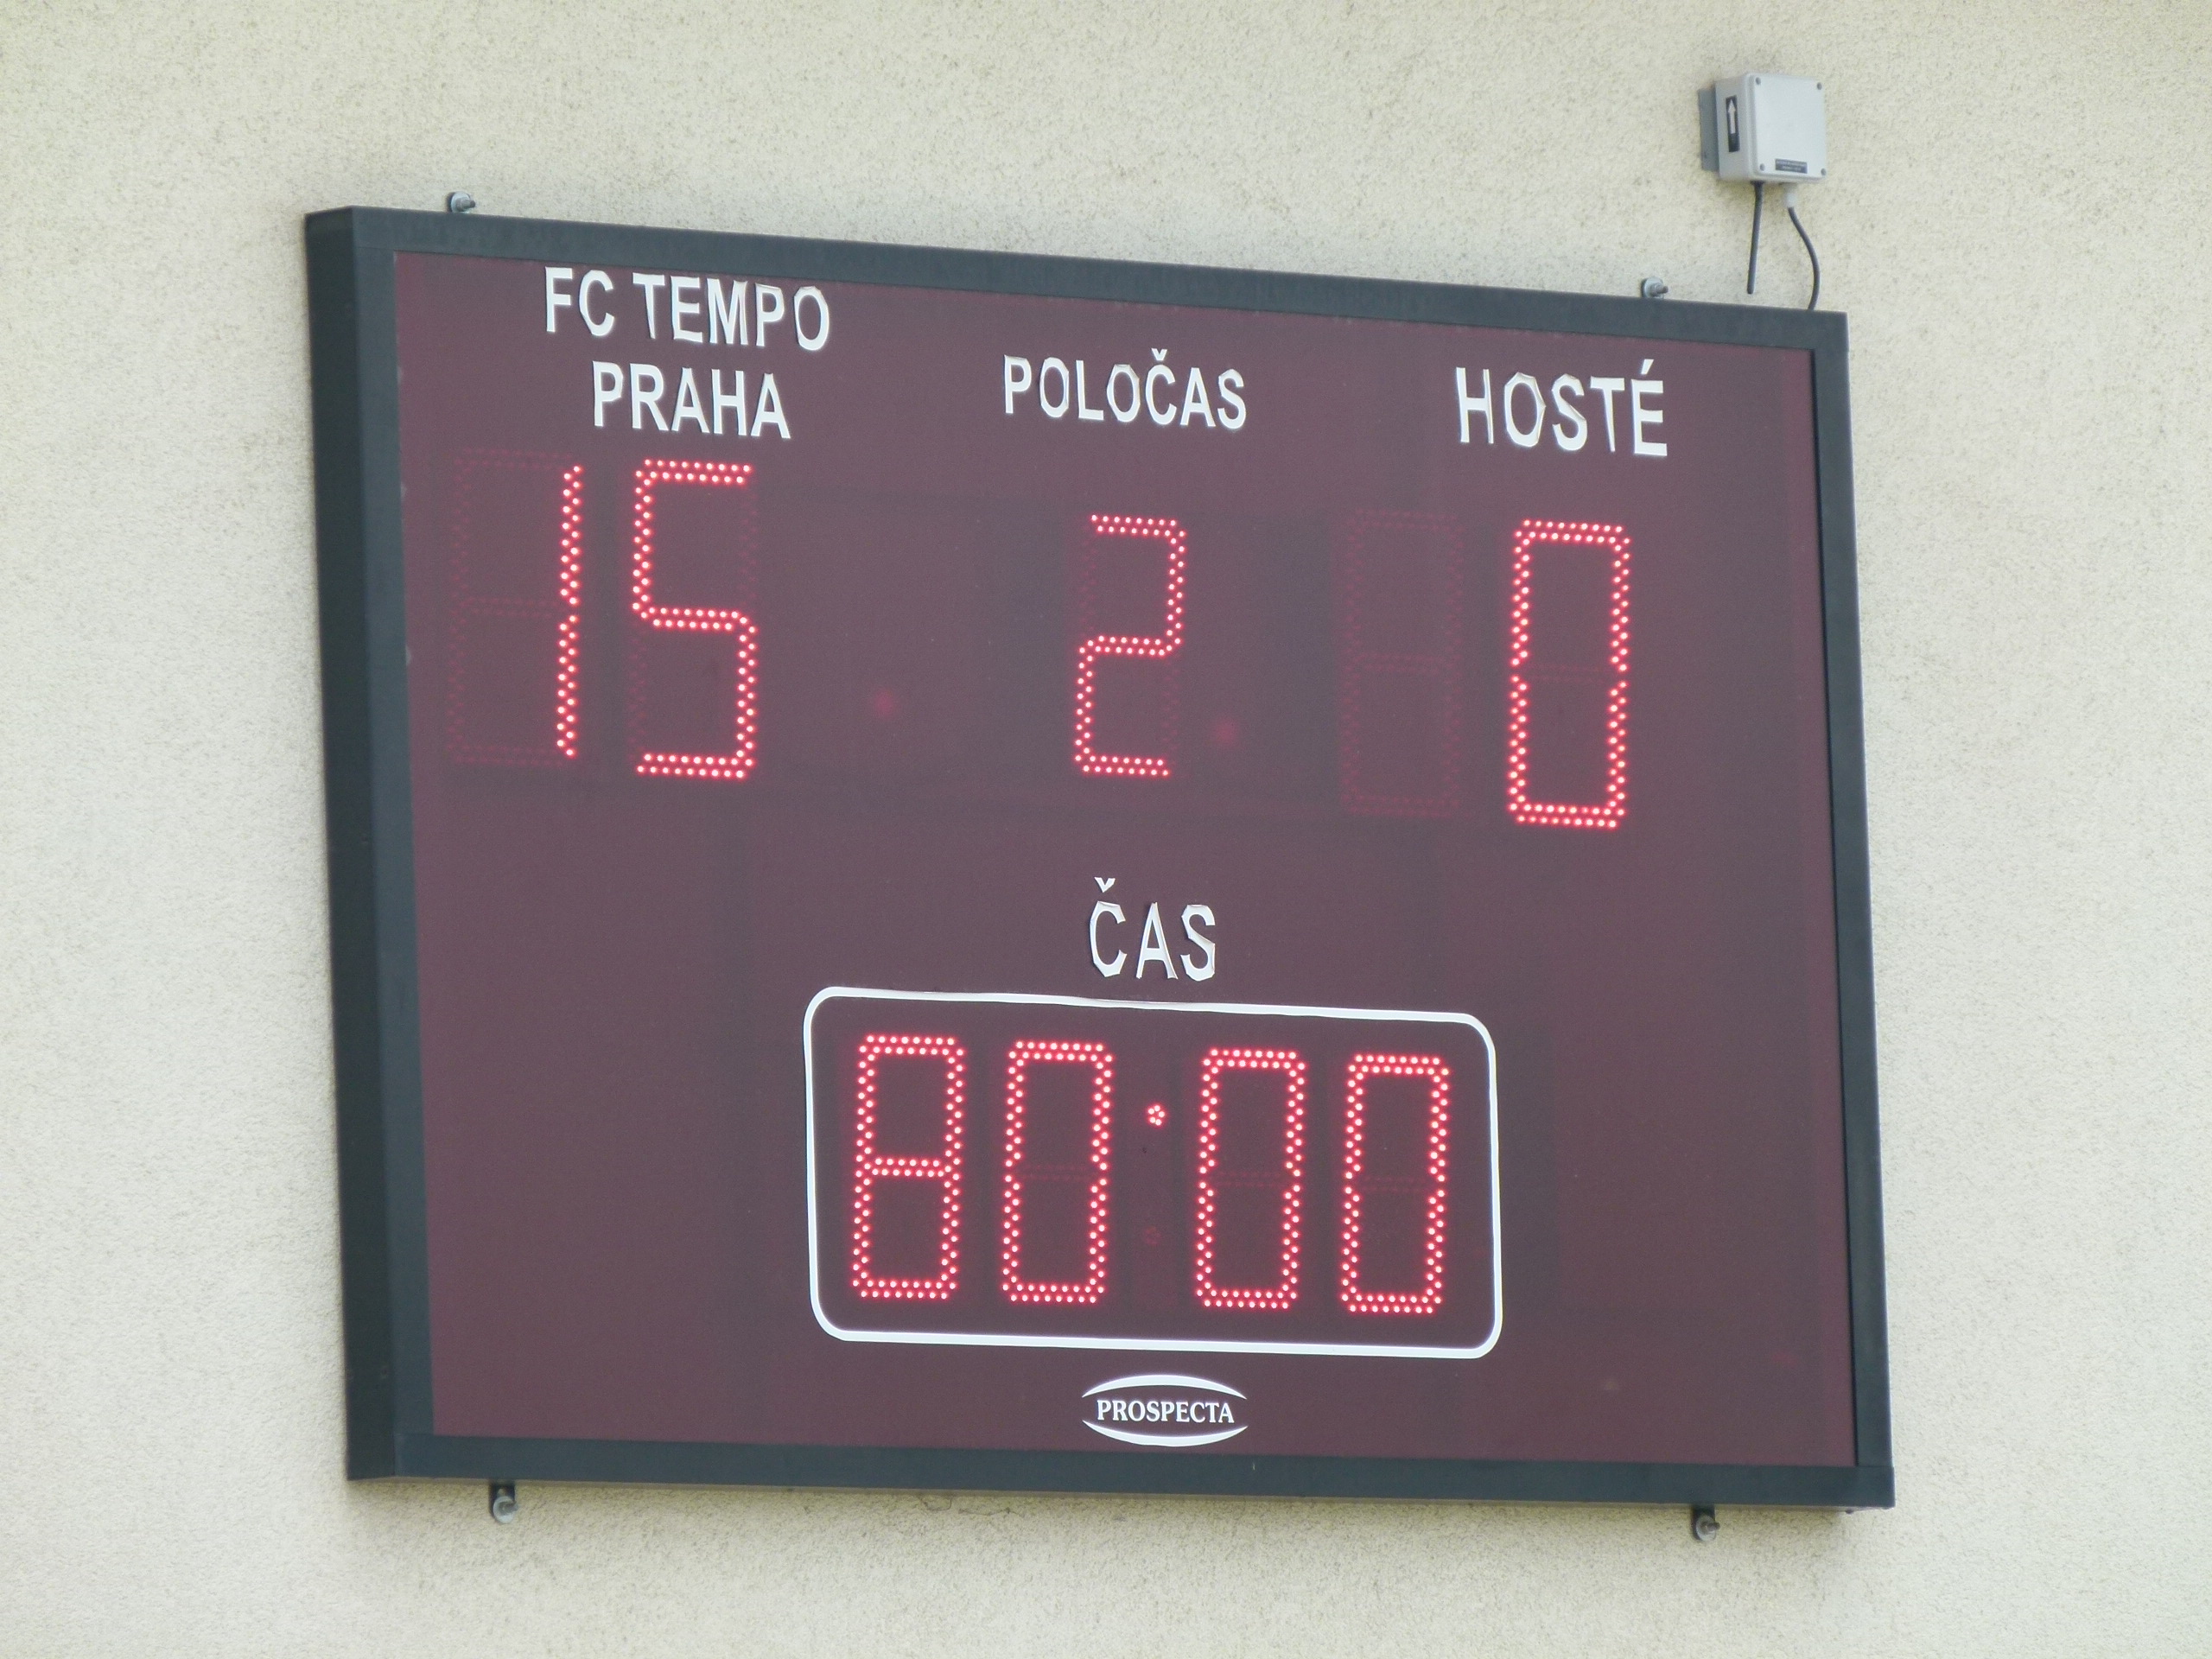 FC TEMPO
PRAHA
POLOČAS
HOSTÉ
15
2
0
ČAS
80:00
PROSPECTA